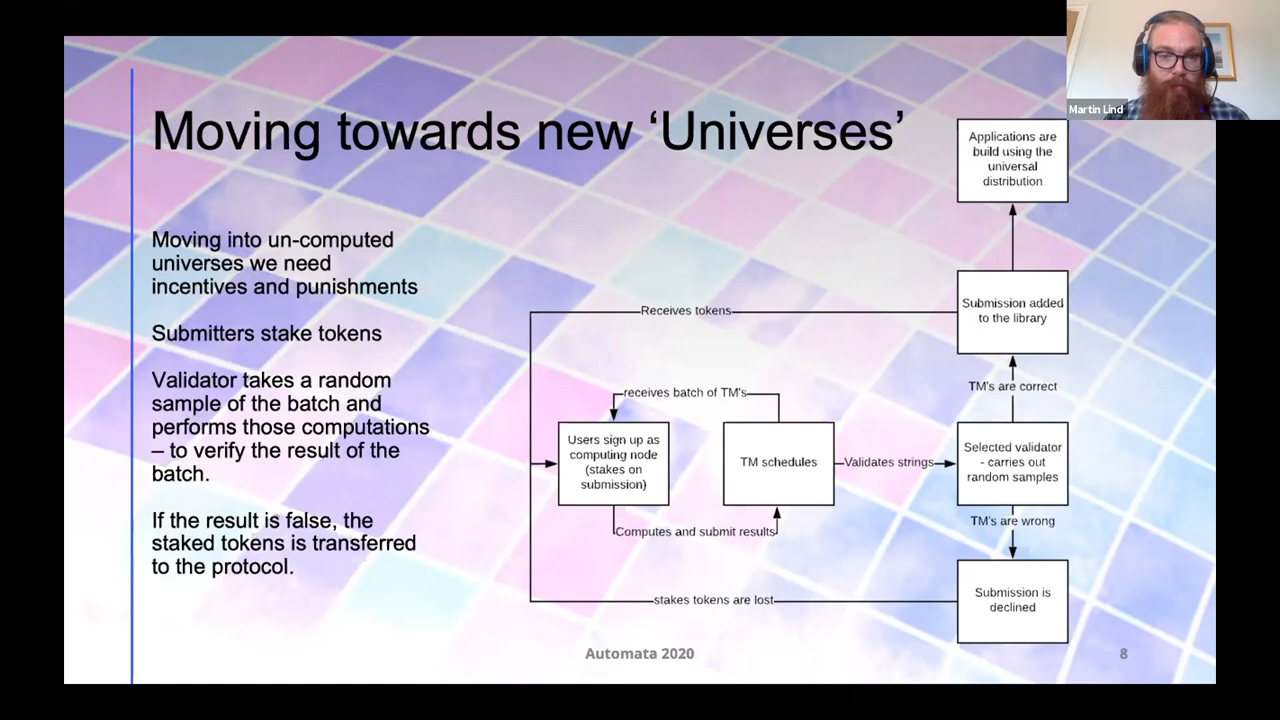 Martin Lind
Moving towards new ‘Universes’
Moving into un-computed
universes we need
incentives and punishments
Submitters stake tokens
Validator takes a random
sample of the batch and
performs those computations
– to verify the result of the
batch.
If the result is false, the
staked tokens is transferred
to the protocol.
Applications are
build using the
universal
distribution
Submission added
to the library
Receives tokens
TM's are correct
receives batch of TM's
Users sign up as
computing node
(stakes on
submission)
TM schedules
Validates strings
Selected validator
- carries out
random samples
Computes and submit results
TM's are wrong
Submission is
declined
stakes tokens are lost
Automata 2020
8